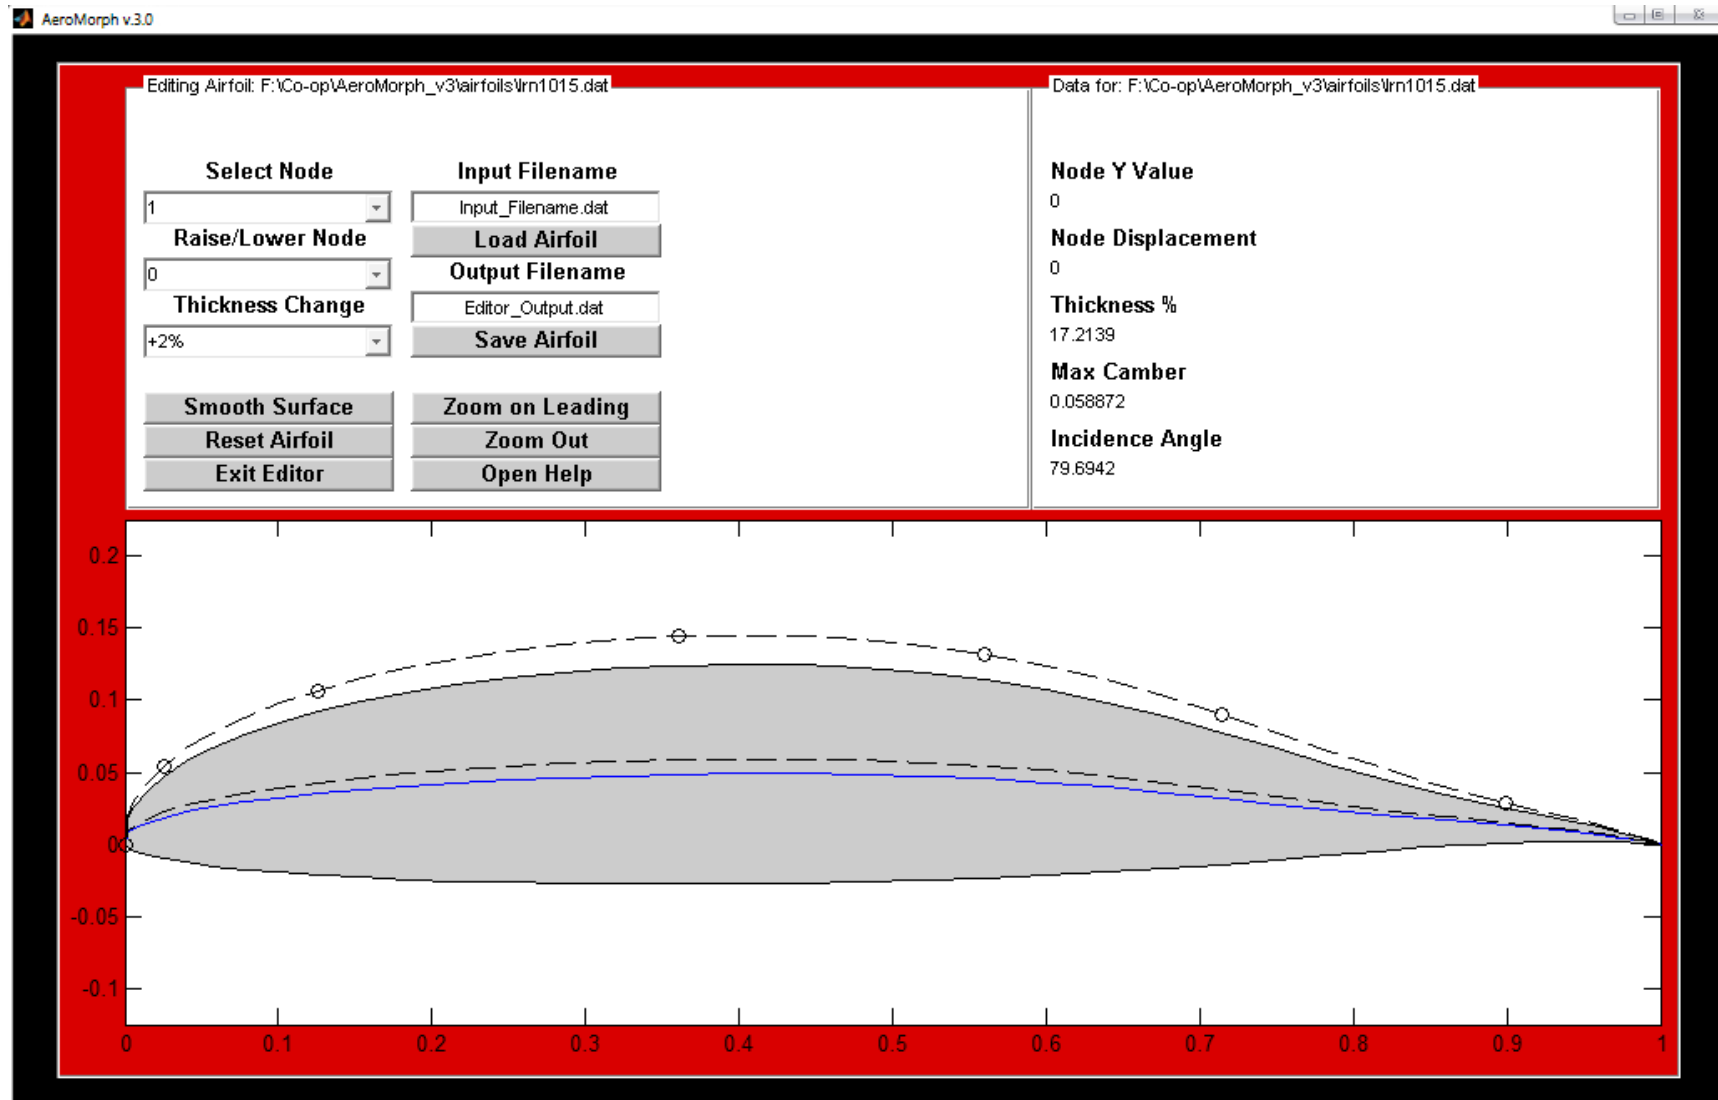 AeroMorph v.3.0
Editing Airfoil: F:\Co-op\AeroMorph_v3\airfoils\lrn1015.dat
Select Node
1
Raise/Lower Node
0
Thickness Change
+2%
Input Filename
Input_Filename.dat
Load Airfoil
Output Filename
Editor_Output.dat
Save Airfoil
Smooth Surface
Reset Airfoil
Exit Editor
Zoom on Leading
Zoom Out
Open Help
Data for: F:\Co-op\AeroMorph_v3\airfoils\lrn1015.dat
Node Y Value
0
Node Displacement
0
Thickness %
17.2139
Max Camber
0.058872
Incidence Angle
79.6942
0.2
0.15
0.1
0.05
0
-0.05
-0.1
0 0.1 0.2 0.3 0.4 0.5 0.6 0.7 0.8 0.9 1